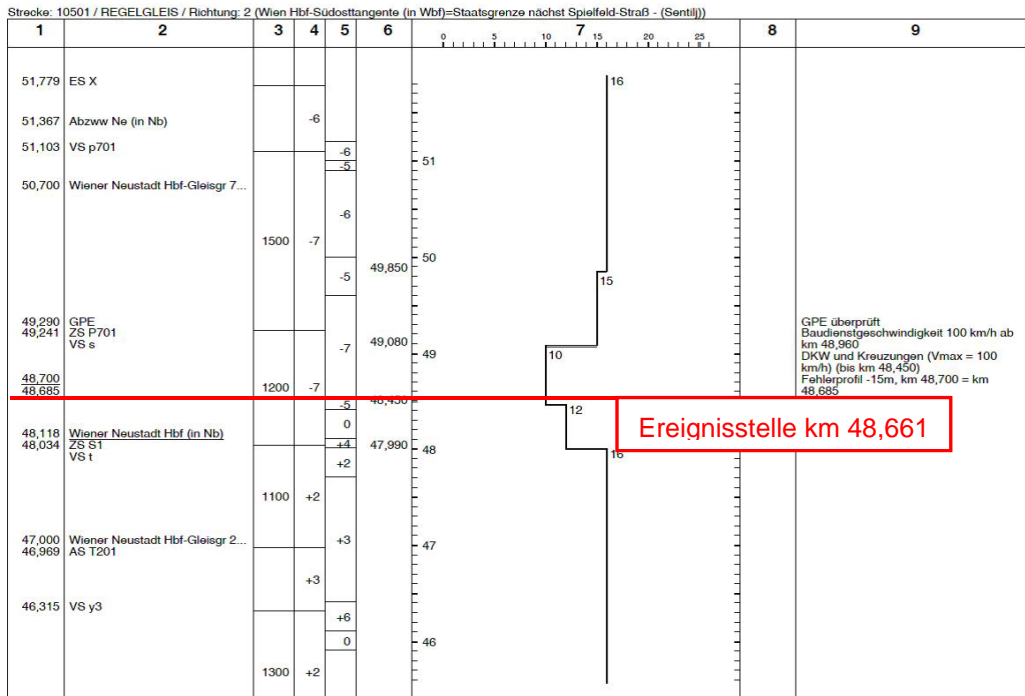 Strecke: 10501 / REGELGLEIS / Richtung: 2 (Wien Hbf-Südosttangente (in Wbf)=Staatsgrenze nächst Spielfeld-Straß - (Sentilj))
1 2 3 4 5 6 7 8 9
0 5 10 15 20 25
51,779 ES X 16
-6
51,367 Abzww Ne (in Nb)
51,103 VS p701 -6
51
-5
50,700 Wiener Neustadt Hbf-Gleisgr 7...
-6
1500 -7
50
49,850
-5 15
49,290 GPE GPE überprüft
49,241 ZS P701 Baudienstgeschwindigkeit 100 km/h ab
VS s -7 49,080 km 48,960
49 10 DKW und Kreuzungen (Vmax = 100
km/h) (bis km 48,450)
48,700 Fehlerprofil -15m, km 48,700 = km
48,685 1200 -7 48,685
48,450
-5 12
0
Ereignisstelle km 48,661
48,118 Wiener Neustadt Hbf (in Nb)
48,034 ZS S1 +4 47,990
48
VS t +2 16
1100 +2
47,000 Wiener Neustadt Hbf-Gleisgr 2... +3
47
46,969 AS T201
+3
46,315 VS y3
+6
0 46
1300 +2